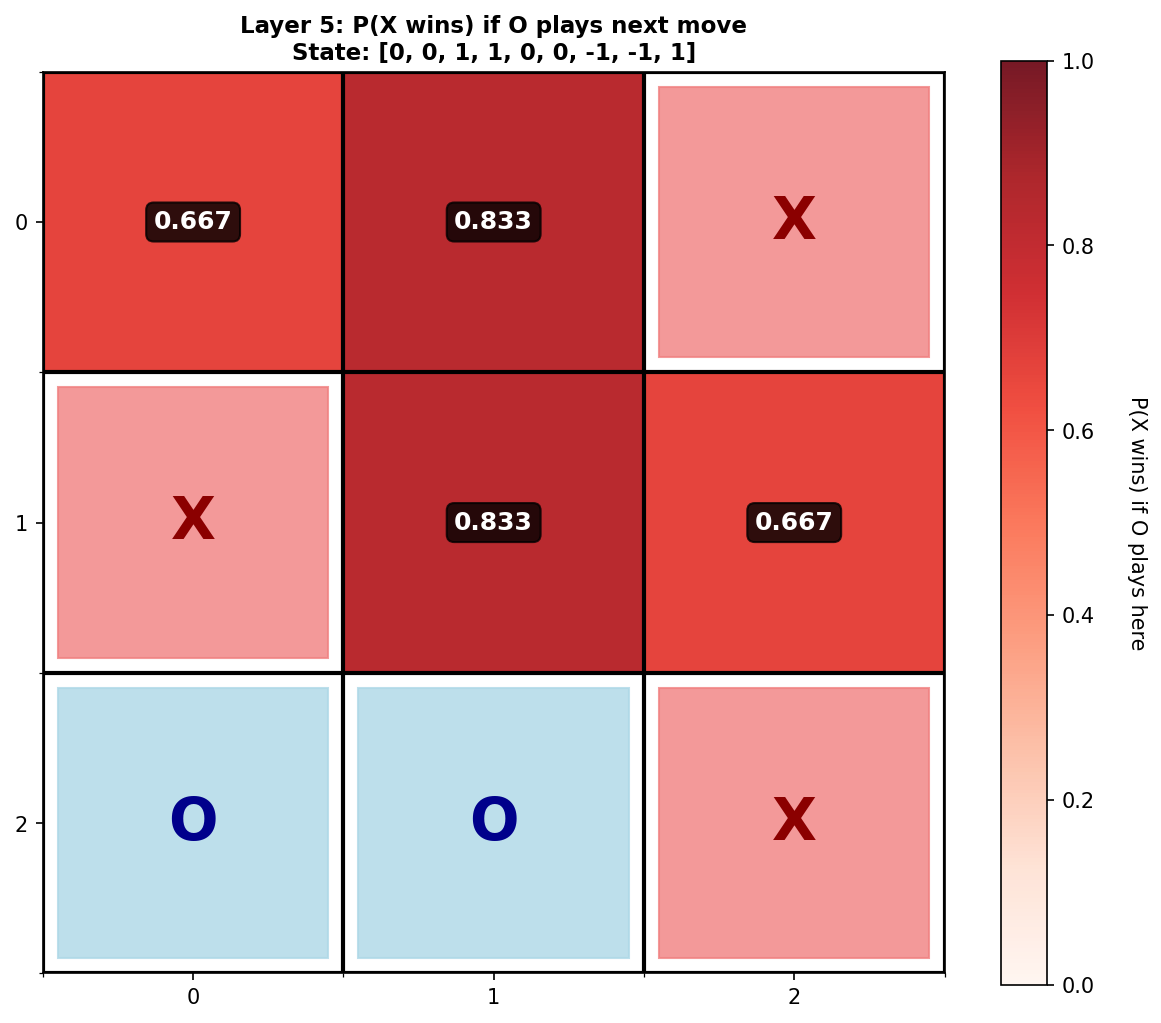 Layer 5: P(X wins) if O plays next move
State: [0, 0, 1, 1, 0, 0, -1, -1, 1]
0
0.667
0.833
X
1
X
0.833
0.667
2
O
O
X
0
1
2
1.0
0.8
0.6
0.4
0.2
0.0
P(X wins) if O plays here